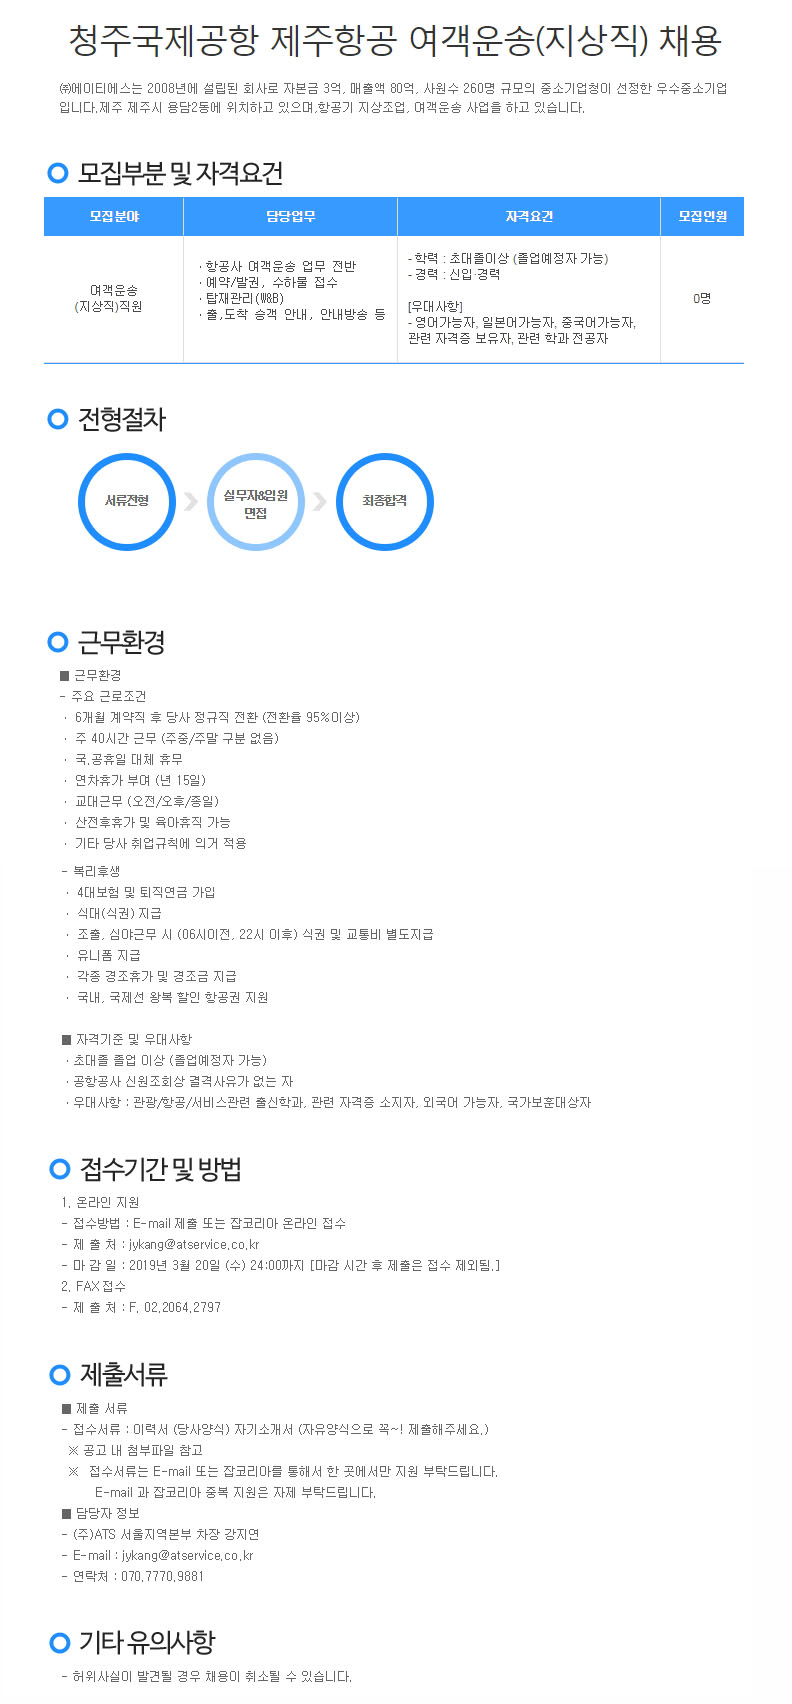 청주국제공항 제주항공 여객운송(지상직) 채용
㈜에이티에스는 2008년에 설립된 회사로 자본금 3억, 매출액 80억, 사원수 260명 규모의 중소기업청이 선정한 우수중소기업
입니다.제주 제주시 용담2동에 위치하고 있으며,항공기 지상조업, 여객운송 사업을 하고 있습니다.
모집부분 및 자격요건
모집분야 담당업무 자격요건 모집인원
여객운송
(지상직)직원
· 항공사 여객운송 업무 전반
· 예약/발권, 수하물 접수
· 탑재관리(W&B)
· 출,도착 승객 안내, 안내방송 등
- 학력 : 초대졸이상 (졸업예정자 가능)
- 경력 : 신입·경력
[우대사항]
- 영어가능자, 일본어가능자, 중국어가능자,
관련 자격증 보유자, 관련 학과 전공자
0명
전형절차
서류전형
실무자&임원
면접
최종합격
근무환경
■ 근무환경
- 주요 근로조건
· 6개월 계약직 후 당사 정규직 전환 (전환율 95%이상)
· 주 40시간 근무 (주중/주말 구분 없음)
· 국,공휴일 대체 휴무
· 연차휴가 부여 (년 15일)
· 교대근무 (오전/오후/종일)
· 산전후휴가 및 육아휴직 가능
· 기타 당사 취업규칙에 의거 적용
- 복리후생
· 4대보험 및 퇴직연금 가입
· 식대(식권) 지급
· 조출, 심야근무 시 (06시이전, 22시 이후) 식권 및 교통비 별도지급
· 유니폼 지급
· 각종 경조휴가 및 경조금 지급
· 국내, 국제선 왕복 할인 항공권 지원
■ 자격기준 및 우대사항
· 초대졸 졸업 이상 (졸업예정자 가능)
· 공항공사 신원조회상 결격사유가 없는 자
· 우대사항 : 관광/항공/서비스관련 출신학과, 관련 자격증 소지자, 외국어 가능자, 국가보훈대상자
접수기간 및 방법
1. 온라인 지원
- 접수방법 : E-mail 제출 또는 잡코리아 온라인 접수
- 제 출 처 : jykang@atservice.co.kr
- 마 감 일 : 2019년 3월 20일 (수) 24:00까지 [마감 시간 후 제출은 접수 제외됨.]
2. FAX 접수
- 제 출 처 : F. 02.2064.2797
제출서류
■ 제출 서류
- 접수서류 : 이력서 (당사양식) 자기소개서 (자유양식으로 꼭~! 제출해주세요.)
※ 공고 내 첨부파일 참고
※ 접수서류는 E-mail 또는 잡코리아를 통해서 한 곳에서만 지원 부탁드립니다.
E-mail 과 잡코리아 중복 지원은 자제 부탁드립니다.
■ 담당자 정보
- (주)ATS 서울지역본부 차장 강지연
- E-mail : jykang@atservice.co.kr
- 연락처 : 070.7770.9881
기타 유의사항
- 허위사실이 발견될 경우 채용이 취소될 수 있습니다.